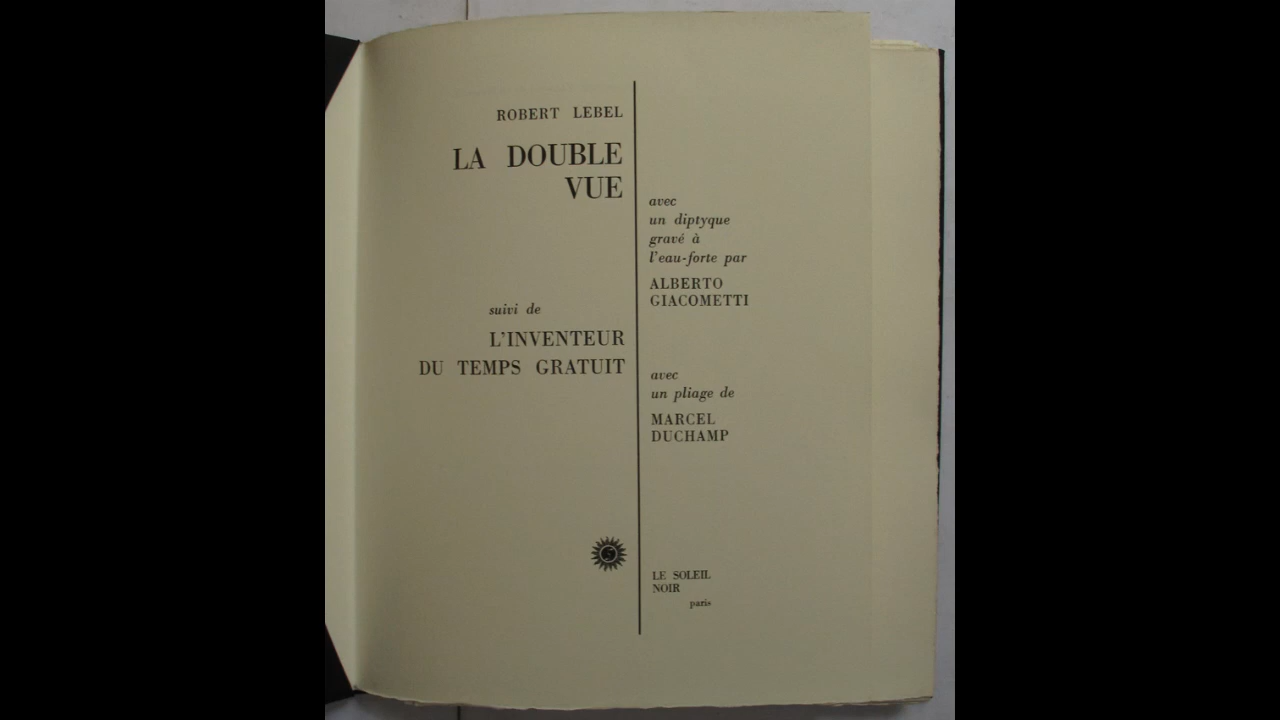 ROBERT LEBEL
LA DOUBLE
VUE
suivi de
L'INVENTEUR
DU TEMPS GRATUIT
avec
un diptyque
gravé à
l'eau-forte par
ALBERTO
GIACOMETTI
avec
un pliage de
MARCEL
DUCHAMP
LE SOLEIL
NOIR
paris